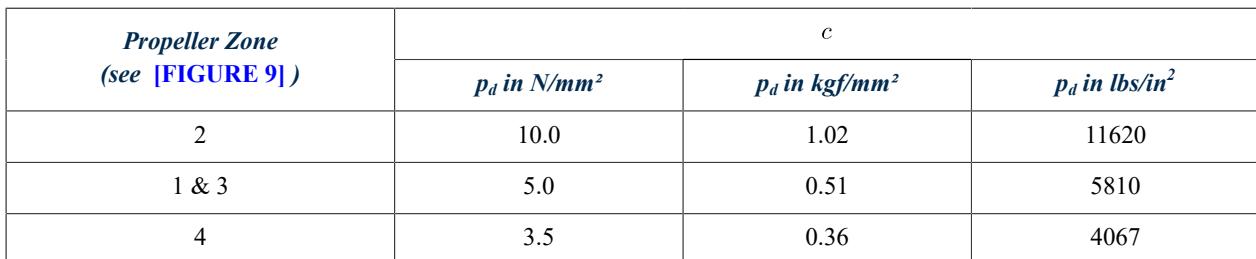 Propeller Zone
(see [FIGURE 9] )
c
p_d in N/mm²
p_d in kgf/mm²
p_d in lbs/in²
2 10.0 1.02 11620
1 & 3 5.0 0.51 5810
4 3.5 0.36 4067